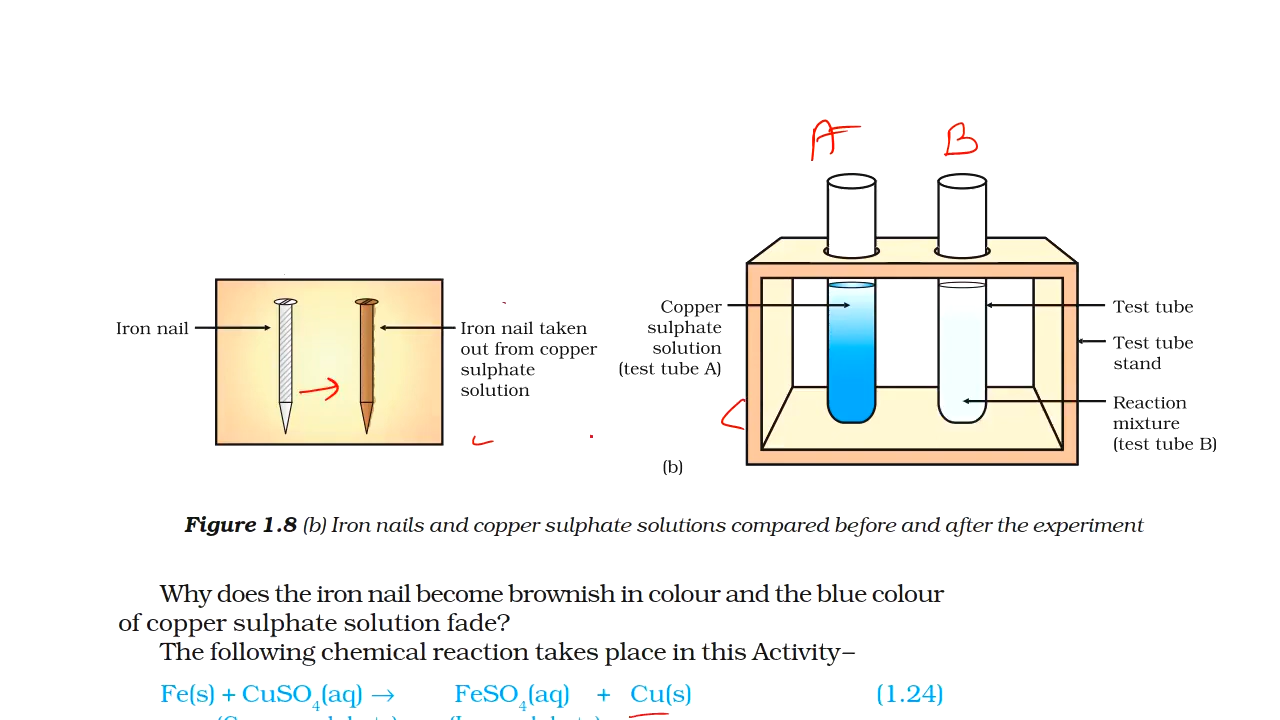 A B
Iron nail
Iron nail taken
out from copper
sulphate
solution
Copper
sulphate
solution
(test tube A)
Test tube
Test tube
stand
Reaction
mixture
(test tube B)
(b)
Figure 1.8 (b) Iron nails and copper sulphate solutions compared before and after the experiment
Why does the iron nail become brownish in colour and the blue colour
of copper sulphate solution fade?
The following chemical reaction takes place in this Activity–
Fe(s) + CuSO₄(aq) → FeSO₄(aq) + Cu(s) (1.24)